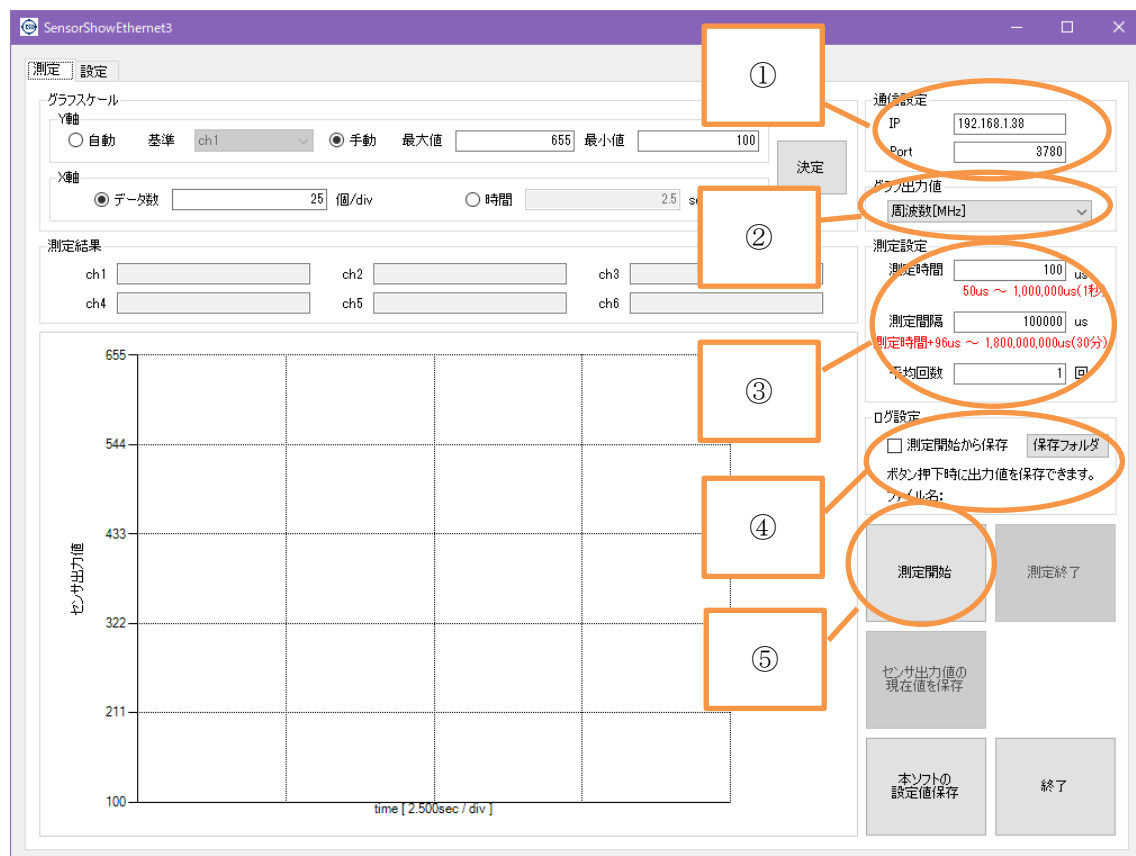 SensorShowEthernet3
測定 設定
グラフスケール
Y軸
自動 基準 ch1 手動 最大値 655 最小値 100
決定
X軸
データ数 25 個/div 時間 2.5
測定結果
ch1 ch2 ch3
ch4 ch5 ch6
655
544
433
322
211
100
センサ出力値
time [ 2.500sec / div ]
①
②
③
④
⑤
通信設定
IP 192.168.1.38
Port 3780
グラフ出力値
周波数[MHz]
測定設定
測定時間 100 us
50us ～ 1,000,000us(1秒)
測定間隔 100000 us
測定時間+96us ～ 1,800,000,000us(30分)
平均回数 1 回
ログ設定
測定開始から保存 保存フォルダ
ボタン押下時に出力値を保存できます。
ファイル名:
測定開始 測定終了
センサ出力値の
現在値を保存
本ソフトの
設定値保存
終了